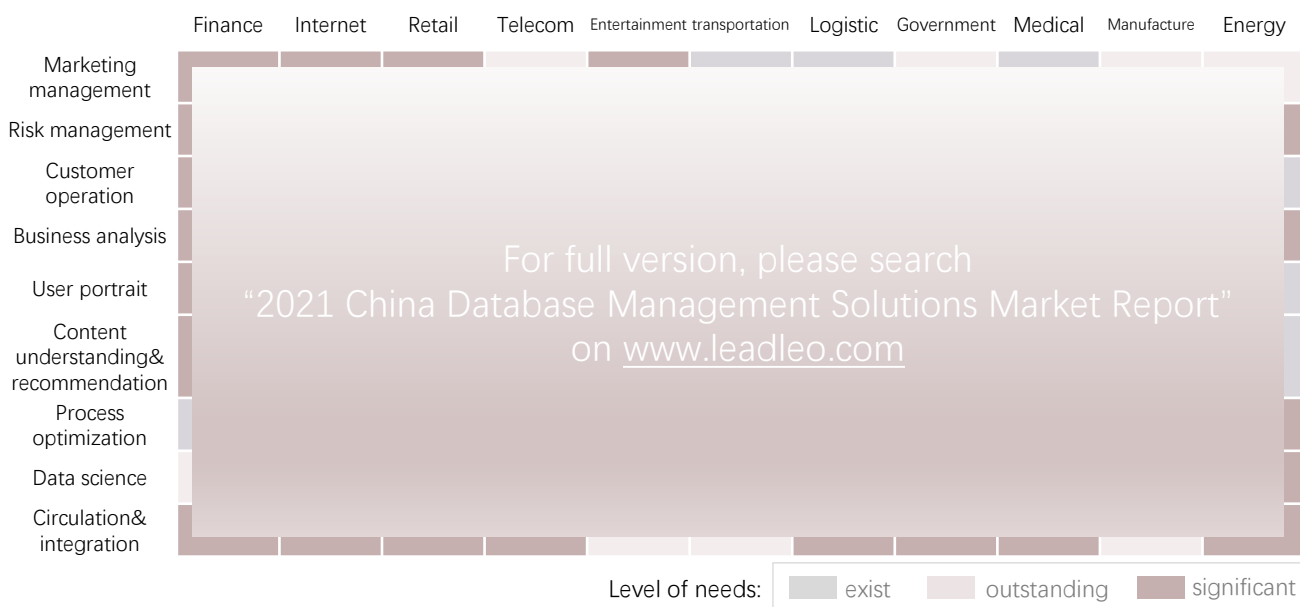 Finance Internet Retail Telecom Entertainment transportation Logistic Government Medical Manufacture Energy
Marketing
management
Risk management
Customer
operation
Business analysis
User portrait
Content
understanding&
recommendation
Process
optimization
Data science
Circulation&
integration
For full version, please search
“2021 China Database Management Solutions Market Report”
on www.leadleo.com
Level of needs: exist outstanding significant